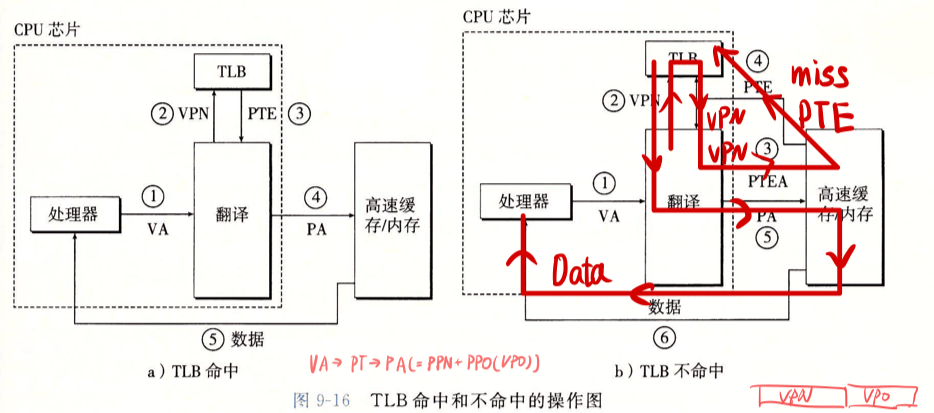 CPU 芯片
TLB
② VPN
PTE ③
①
VA
处理器
翻译
④
PA
高速缓
存/内存
⑤ 数据
a）TLB 命中
CPU 芯片
TLB
④
PTE
miss
PTE
② VPN
VPN
VPN
③
PTEA
①
VA
处理器
翻译
PA
⑤
高速缓
存/内存
Data
数据
⑥
b）TLB 不命中
VA→PT→PA(=PPN+PPO(VPO))
图 9-16 TLB 命中和不命中的操作图
VPN VPO